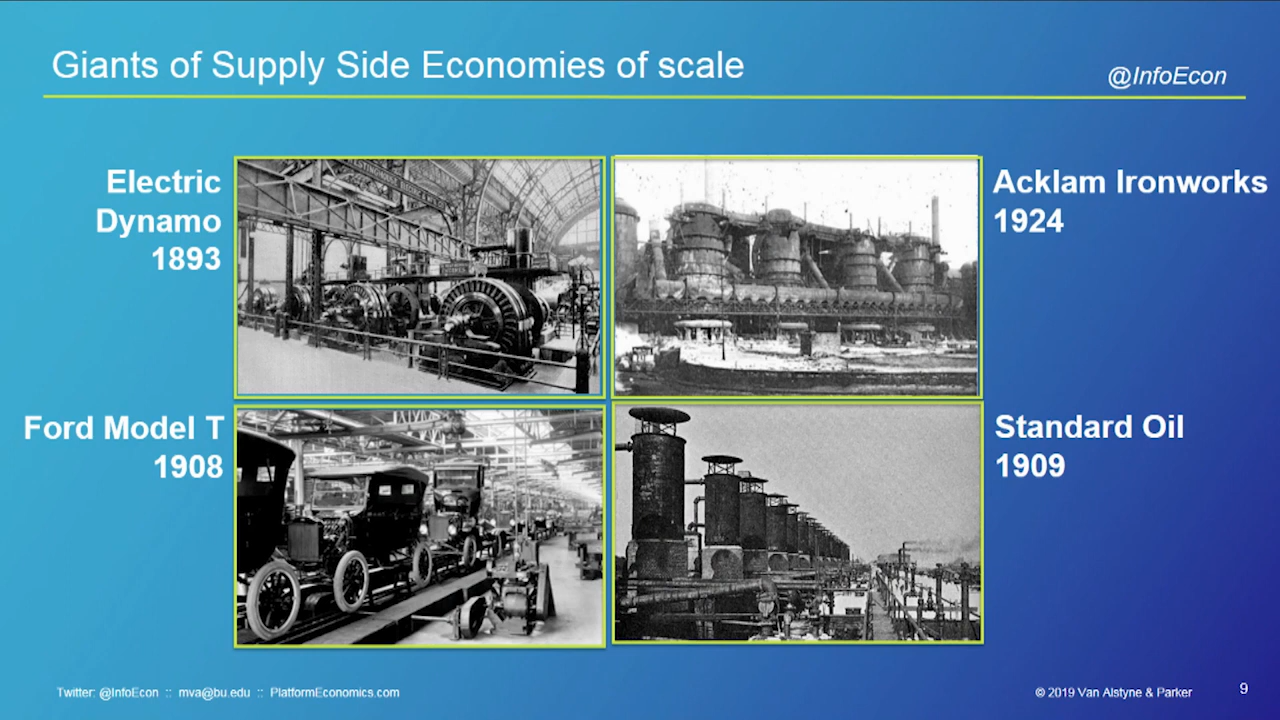 Giants of Supply Side Economies of scale
@InfoEcon
Electric
Dynamo
1893
Acklam Ironworks
1924
Ford Model T
1908
Standard Oil
1909
Twitter: @InfoEcon :: mva@bu.edu :: PlatformEconomics.com
© 2019 Van Alstyne & Parker
9